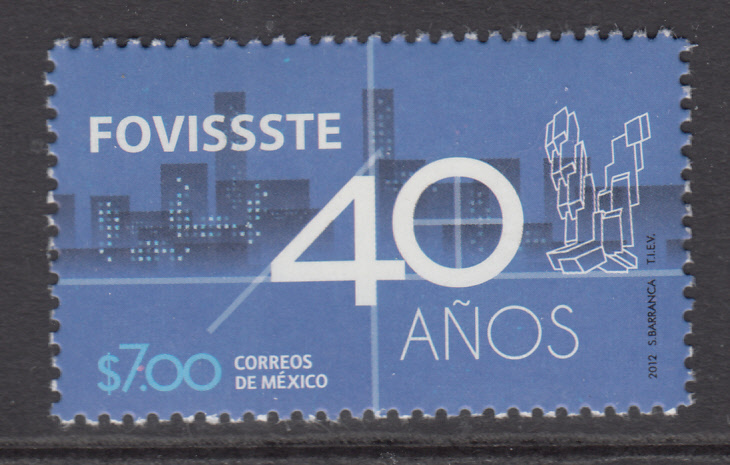 FOVISSSTE
40
AÑOS
$7.00
CORREOS
DE MÉXICO
2012 S.BARRANCA T.I.E.V.